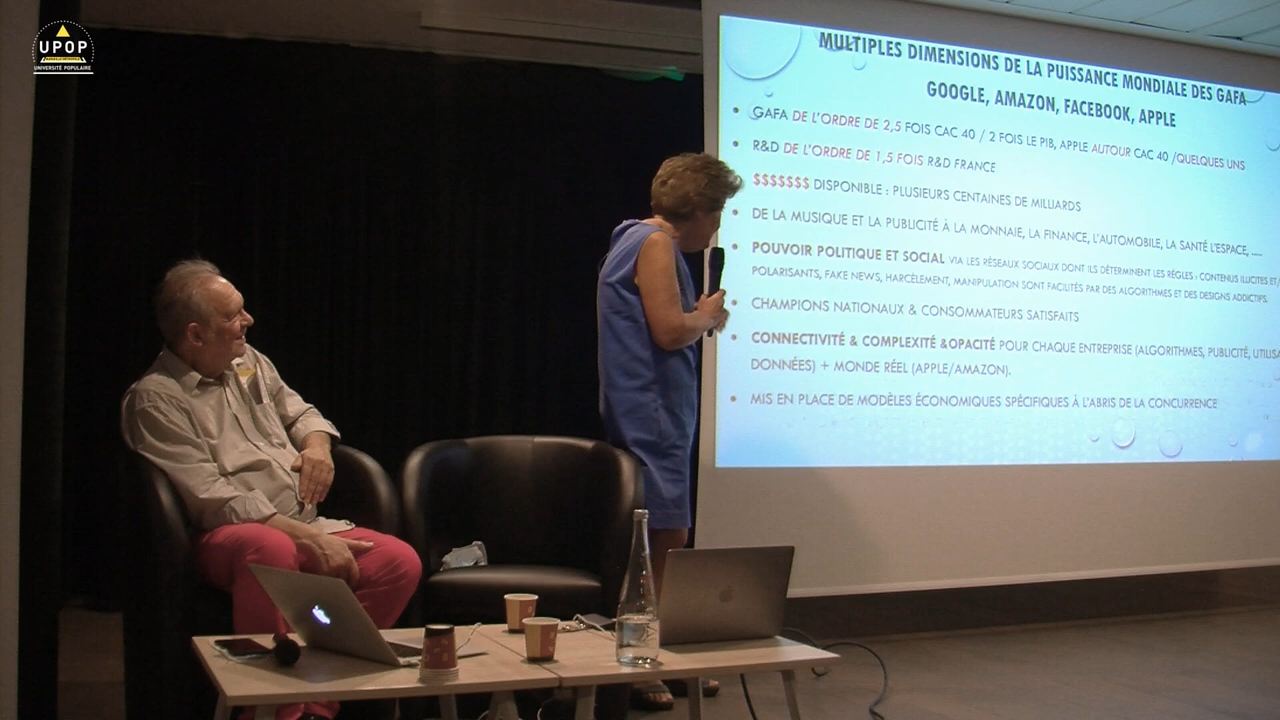 UPOP
UNIVERSITÉ POPULAIRE
MULTIPLES DIMENSIONS DE LA PUISSANCE MONDIALE DES GAFA
GOOGLE, AMAZON, FACEBOOK, APPLE
• GAFA DE L'ORDRE DE 2,5 FOIS CAC 40 / 2 FOIS LE PIB, APPLE AUTOUR CAC 40 /QUELQUES UNS
• R&D DE L'ORDRE DE 1,5 FOIS R&D FRANCE
$$$$$$$ DISPONIBLE : PLUSIEURS CENTAINES DE MILLIARDS
• DE LA MUSIQUE ET LA PUBLICITÉ À LA MONNAIE, LA FINANCE, L'AUTOMOBILE, LA SANTÉ L'ESPACE, .....
• POUVOIR POLITIQUE ET SOCIAL VIA LES RÉSEAUX SOCIAUX DONT ILS DÉTERMINENT LES RÈGLES : CONTENUS ILLICITES ET/
POLARISANTS, FAKE NEWS, HARCÈLEMENT, MANIPULATION SONT FACILITÉS PAR DES ALGORITHMES ET DES DESIGNS ADDICTIFS.
• CHAMPIONS NATIONAUX & CONSOMMATEURS SATISFAITS
• CONNECTIVITÉ & COMPLEXITÉ &OPACITÉ POUR CHAQUE ENTREPRISE (ALGORITHMES, PUBLICITÉ, UTILISA
DONNÉES) + MONDE RÉEL (APPLE/AMAZON).
• MIS EN PLACE DE MODÈLES ÉCONOMIQUES SPÉCIFIQUES À L'ABRIS DE LA CONCURRENCE